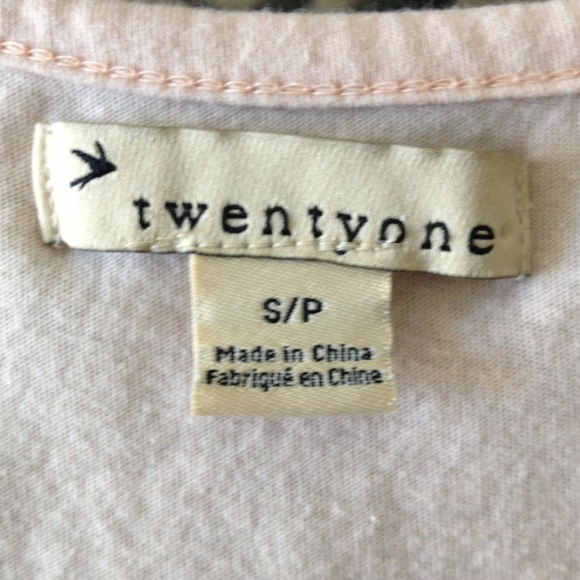 twentyone
S/P
Made in China
Fabriqué en Chine